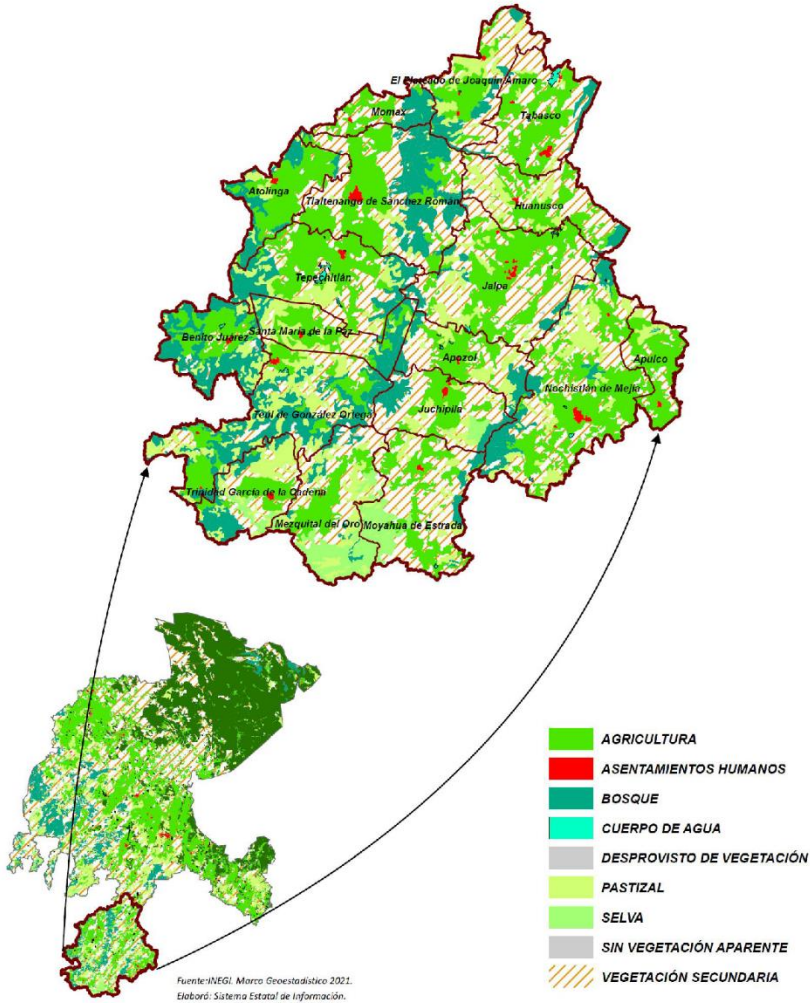 El Plateado de Joaquín Amaro
Momax
Tabasco
Atolinga
Tlaltenango de Sánchez Román
Huanusco
Tepechitlán
Jalpa
Benito Juárez
Santa María de la Paz
Apozol
Apulco
Nochistlán de Mejía
Teúl de González Ortega
Juchipila
Trinidad García de la Cadena
Mezquital del Oro
Moyahua de Estrada
AGRICULTURA
ASENTAMIENTOS HUMANOS
BOSQUE
CUERPO DE AGUA
DESPROVISTO DE VEGETACIÓN
PASTIZAL
SELVA
SIN VEGETACIÓN APARENTE
VEGETACIÓN SECUNDARIA
Fuente:INEGI. Marco Geoestadístico 2021.
Elaboró: Sistema Estatal de Información.